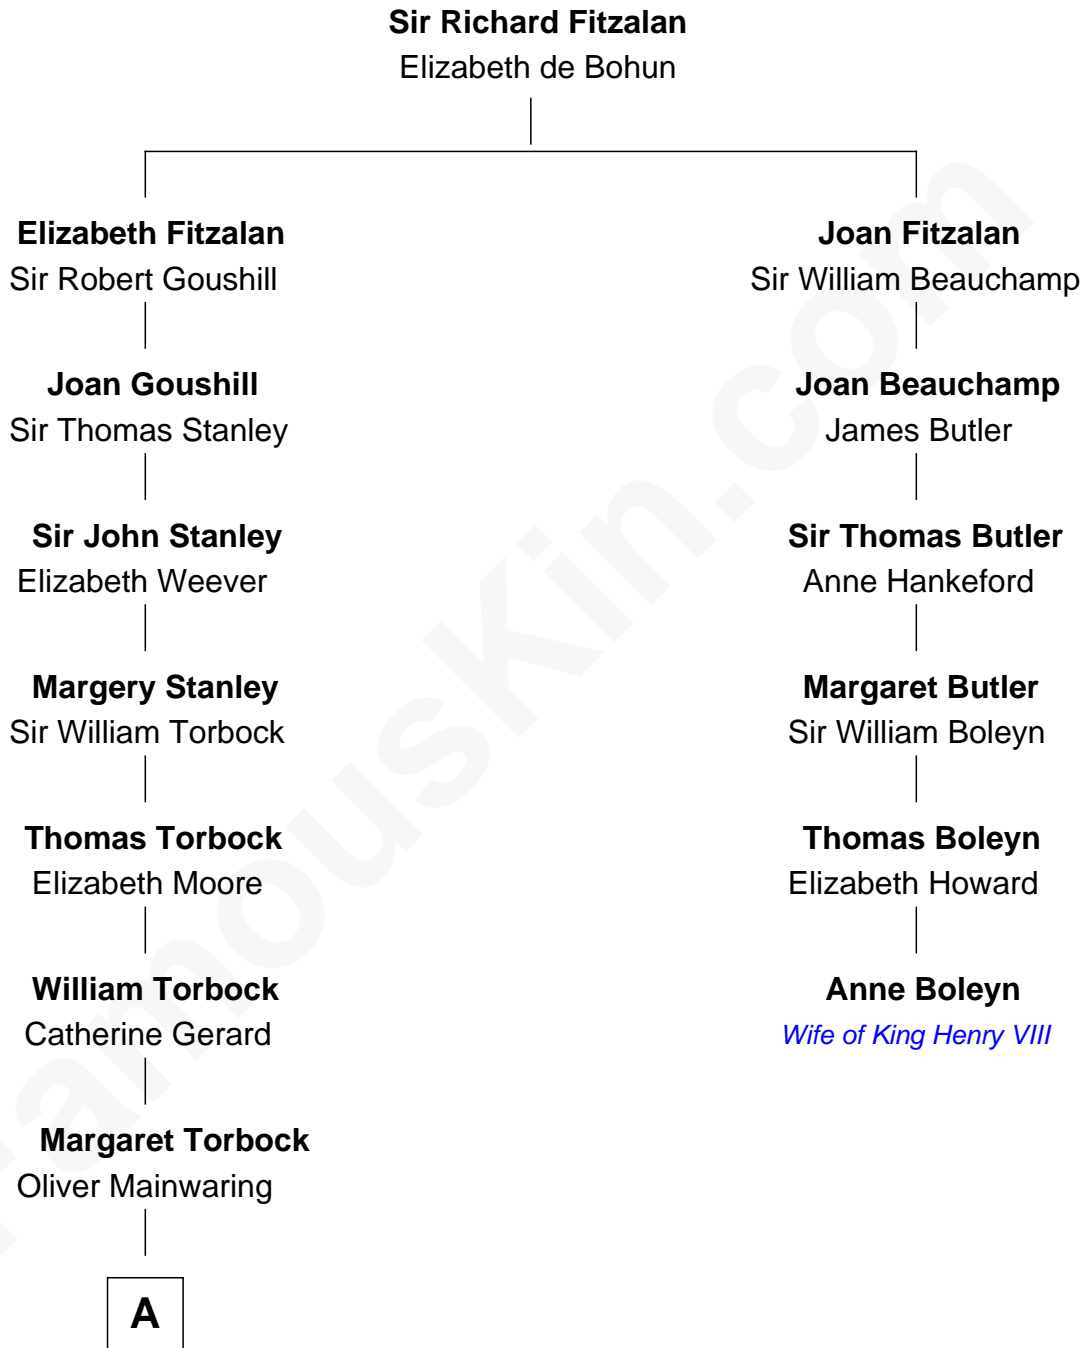 Sir Richard Fitzalan
Elizabeth de Bohun
Elizabeth Fitzalan
Sir Robert Goushill
Joan Fitzalan
Sir William Beauchamp
Joan Goushill
Sir Thomas Stanley
Joan Beauchamp
James Butler
Sir John Stanley
Elizabeth Weever
Sir Thomas Butler
Anne Hankeford
Margery Stanley
Sir William Torbock
Margaret Butler
Sir William Boleyn
Thomas Torbock
Elizabeth Moore
Thomas Boleyn
Elizabeth Howard
William Torbock
Catherine Gerard
Anne Boleyn
Wife of King Henry VIII
Margaret Torbock
Oliver Mainwaring
A
FamousKin.com